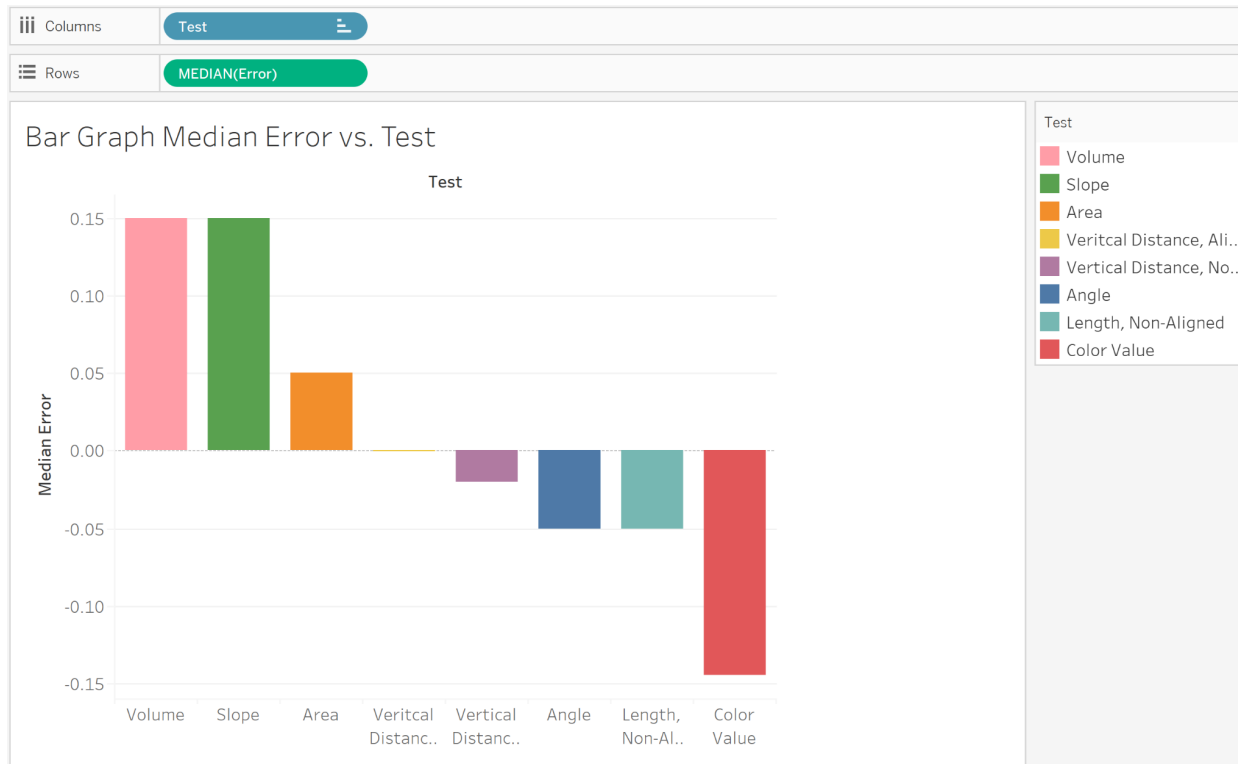 Columns
Test
Rows
MEDIAN(Error)
Bar Graph Median Error vs. Test
Test
Median Error
0.15
0.10
0.05
0.00
-0.05
-0.10
-0.15
Volume
Slope
Area
Veritcal
Distanc..
Vertical
Distanc..
Angle
Length,
Non-Al..
Color
Value
Test
Volume
Slope
Area
Veritcal Distance, Ali..
Vertical Distance, No..
Angle
Length, Non-Aligned
Color Value